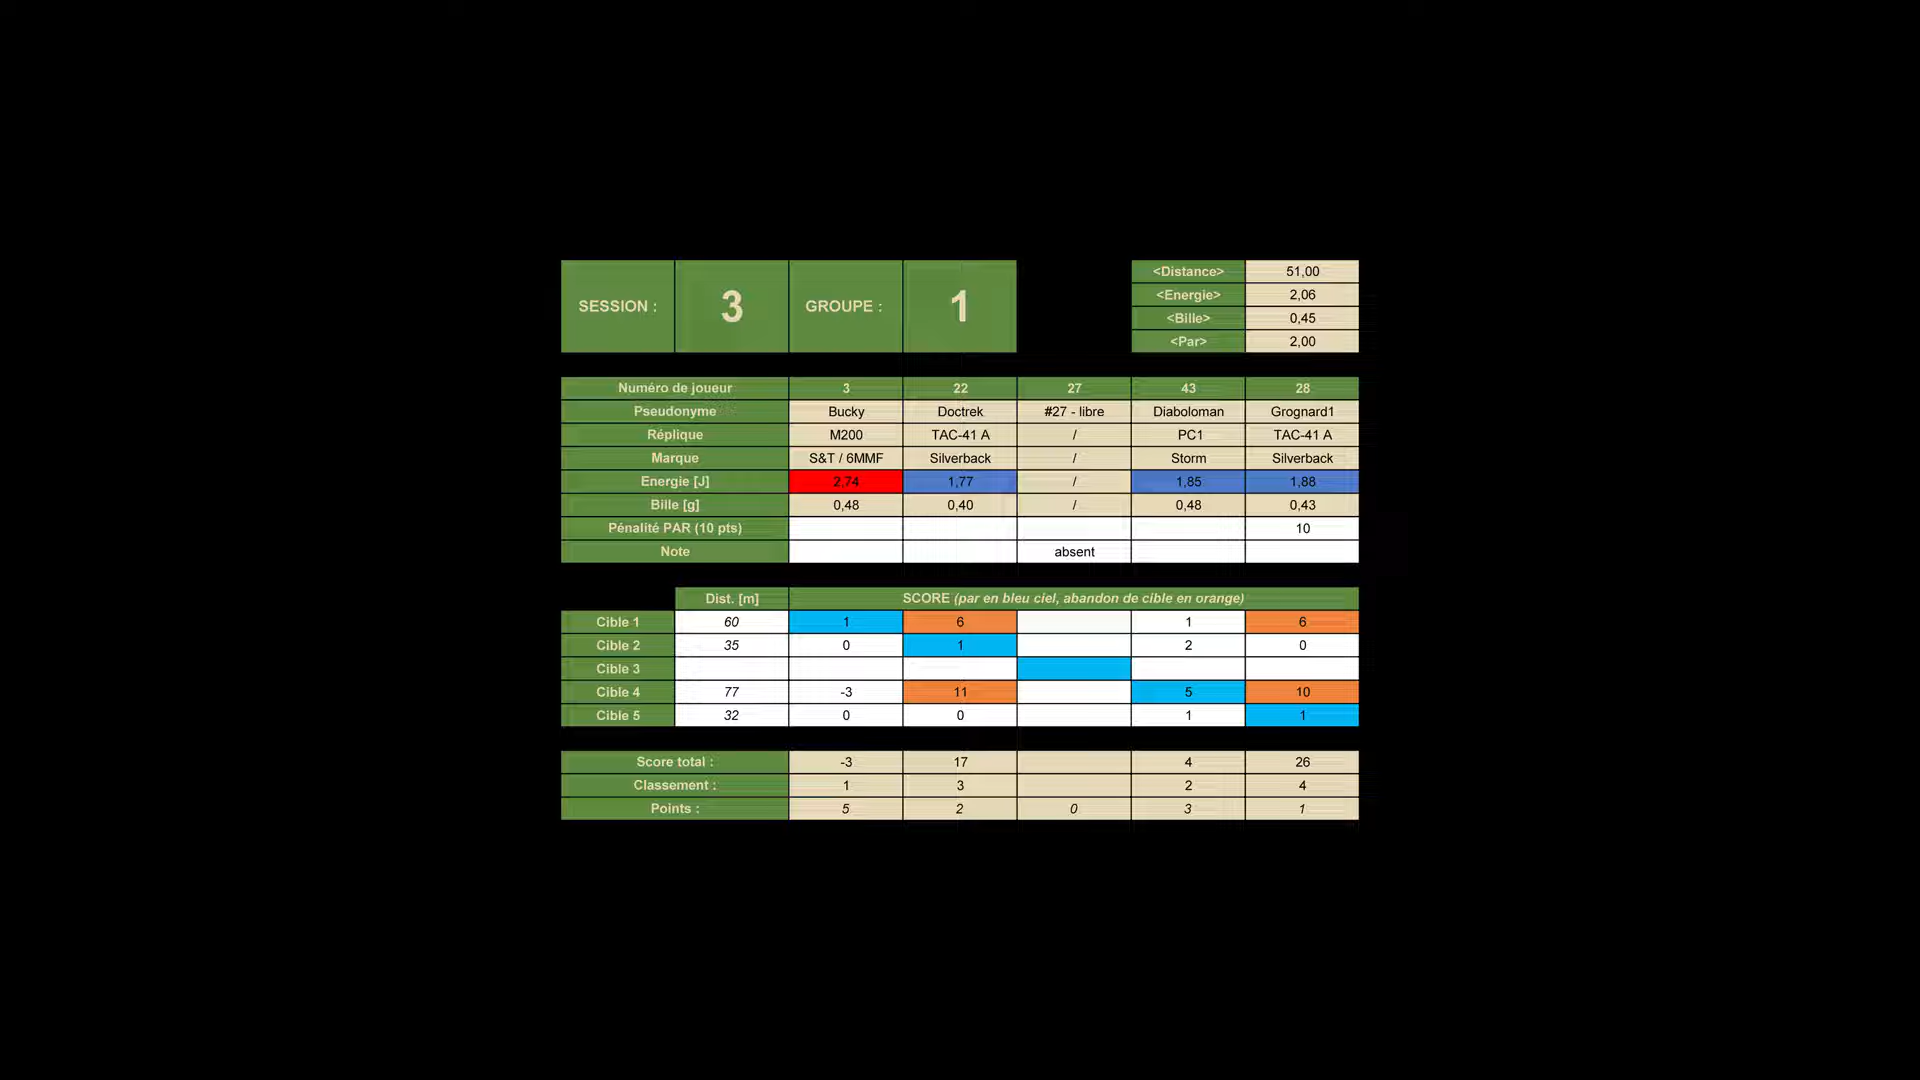 SESSION : 3 GROUPE : 1
<Distance> 51,00
<Energie> 2,06
<Bille> 0,45
<Par> 2,00
Numéro de joueur 3 22 27 43 28
Pseudonyme Bucky Doctrek #27 - libre Diaboloman Grognard1
Réplique M200 TAC-41 A / PC1 TAC-41 A
Marque S&T / 6MMF Silverback / Storm Silverback
Energie [J] 2,74 1,77 / 1,85 1,88
Bille [g] 0,48 0,40 / 0,48 0,43
Pénalité PAR (10 pts) 10
Note absent
Dist. [m] SCORE (par en bleu ciel, abandon de cible en orange)
Cible 1 60 1 6 1 6
Cible 2 35 0 1 2 0
Cible 3
Cible 4 77 -3 11 5 10
Cible 5 32 0 0 1 1
Score total : -3 17 4 26
Classement : 1 3 2 4
Points : 5 2 0 3 1